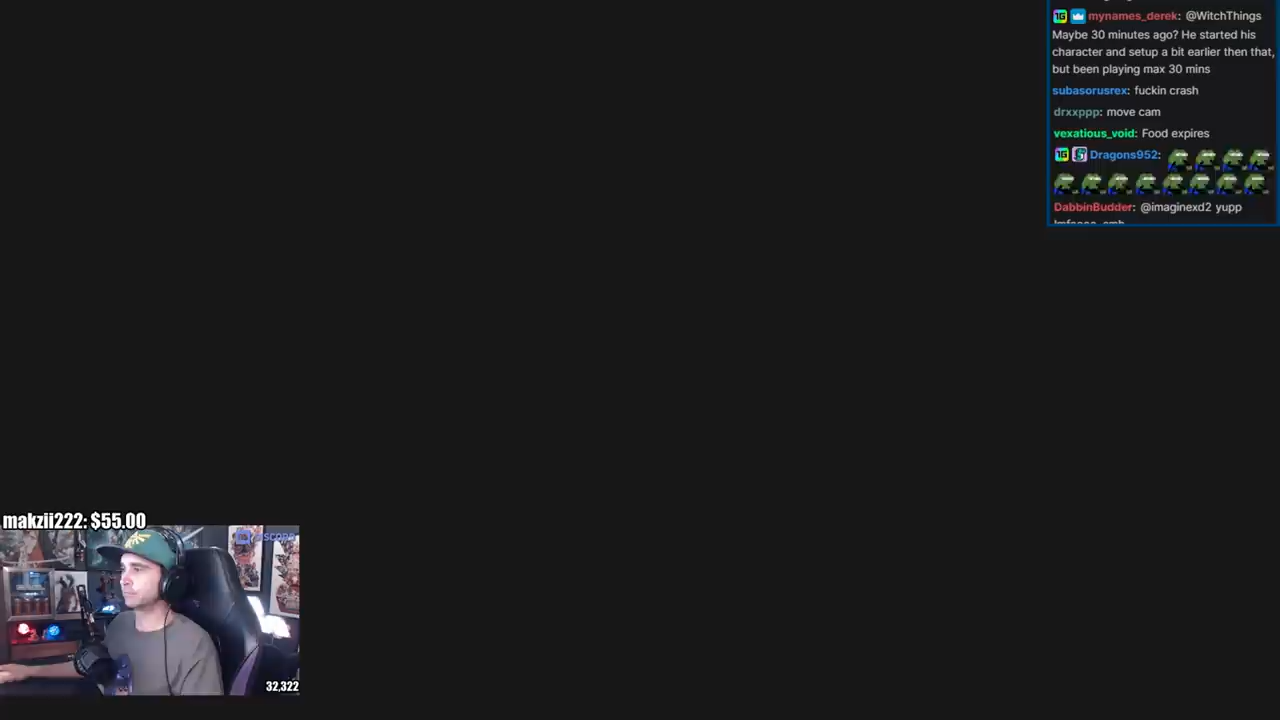 mynames_derek: @WitchThings
Maybe 30 minutes ago? He started his
character and setup a bit earlier then that,
but been playing max 30 mins
subasorusrex: fuckin crash
drxxppp: move cam
vexatious_void: Food expires
Dragons952:
DabbinBudder: @imaginexd2 yupp
makzii222: $55.00
DISCORD
32,322